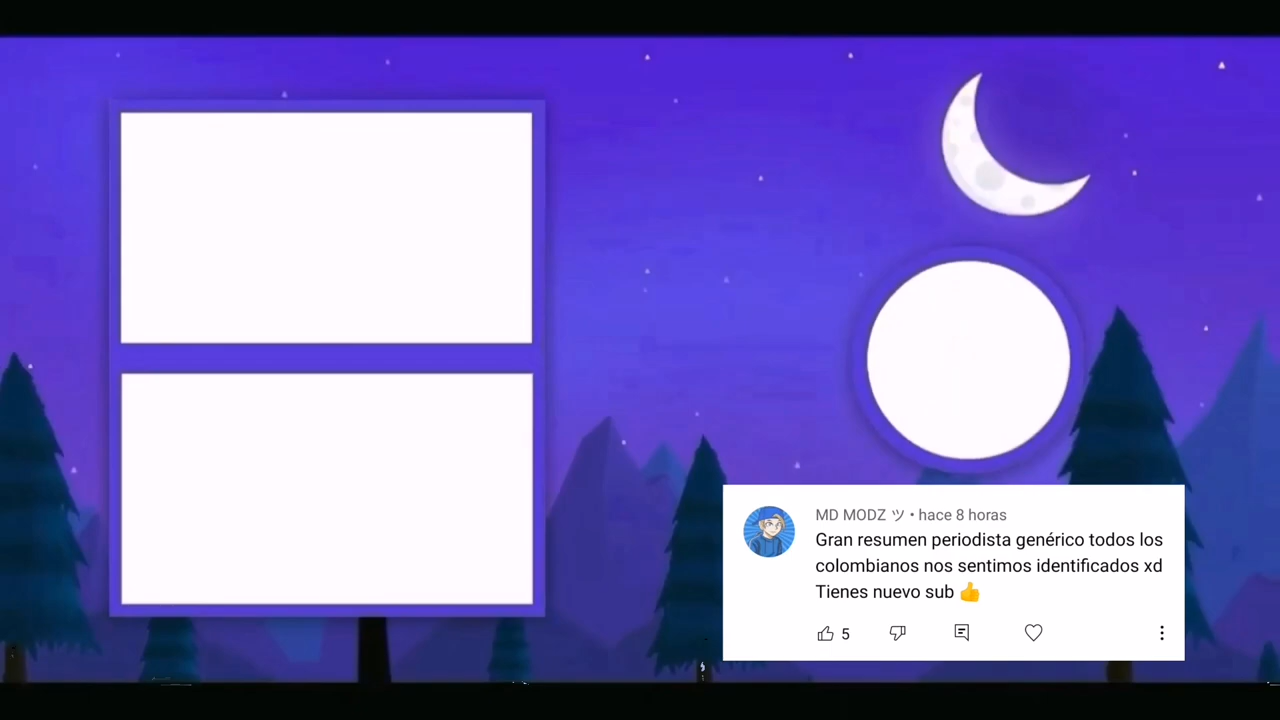 MD MODZ ツ • hace 8 horas
Gran resumen periodista genérico todos los
colombianos nos sentimos identificados xd
Tienes nuevo sub 👍
5